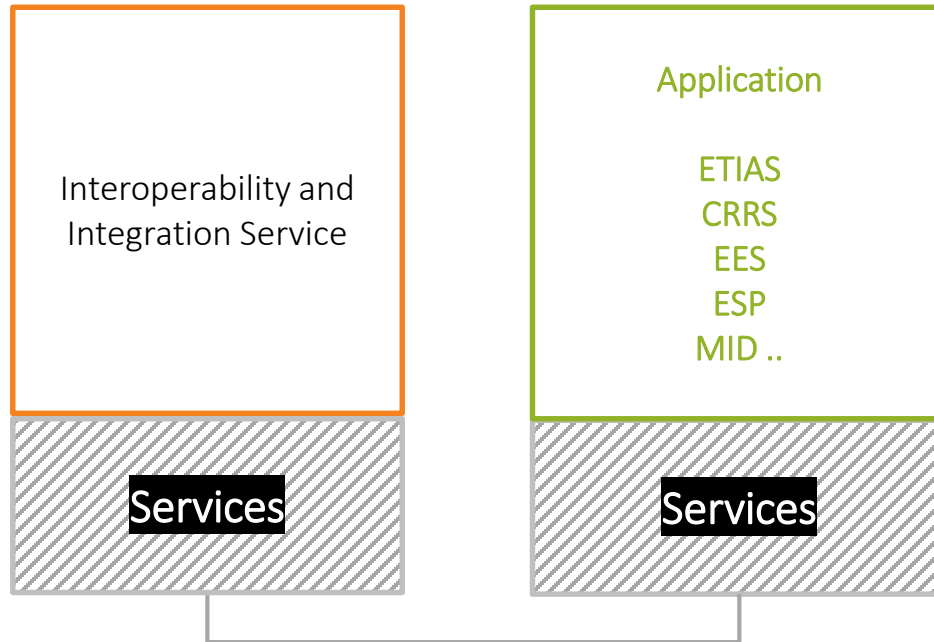 Interoperability and
Integration Service
Services
Application
ETIAS
CRRS
EES
ESP
MID ..
Services